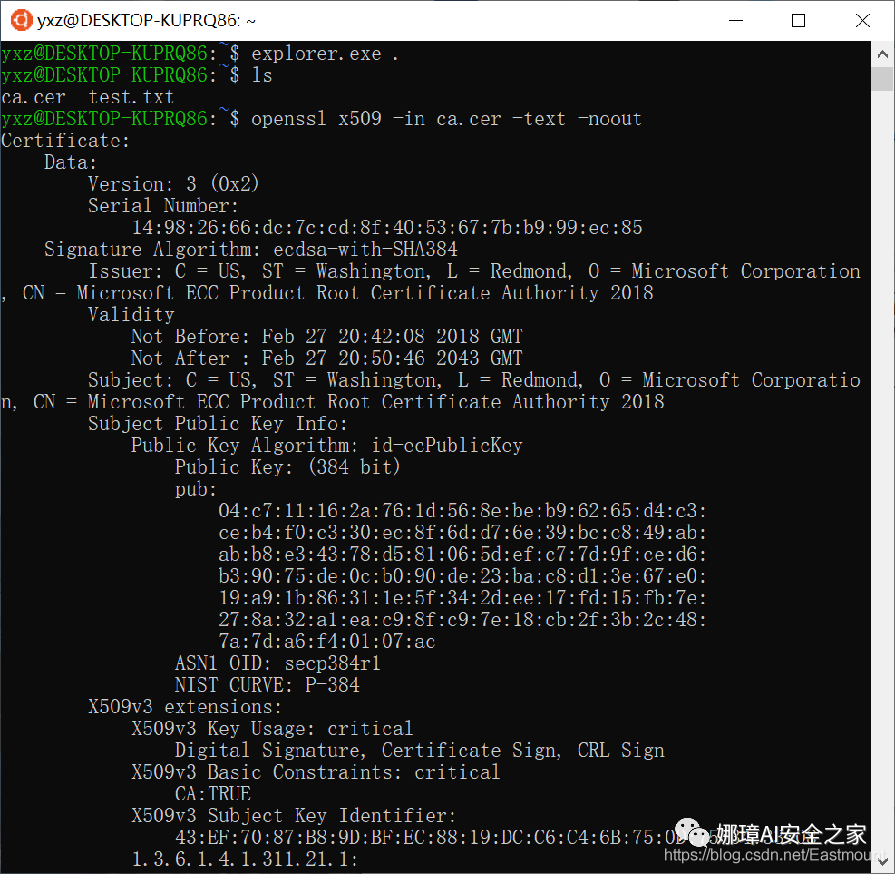 yxz@DESKTOP-KUPRQ86: ~
yxz@DESKTOP-KUPRQ86:~$ explorer.exe .
yxz@DESKTOP-KUPRQ86:~$ ls
ca.cer test.txt
yxz@DESKTOP-KUPRQ86:~$ openssl x509 -in ca.cer -text -noout
Certificate:
Data:
Version: 3 (0x2)
Serial Number:
14:98:26:66:dc:7c:cd:8f:40:53:67:7b:b9:99:ec:85
Signature Algorithm: ecdsa-with-SHA384
Issuer: C = US, ST = Washington, L = Redmond, O = Microsoft Corporation
, CN = Microsoft ECC Product Root Certificate Authority 2018
Validity
Not Before: Feb 27 20:42:08 2018 GMT
Not After : Feb 27 20:50:46 2043 GMT
Subject: C = US, ST = Washington, L = Redmond, O = Microsoft Corporatio
n, CN = Microsoft ECC Product Root Certificate Authority 2018
Subject Public Key Info:
Public Key Algorithm: id-ecPublicKey
Public Key: (384 bit)
pub:
04:c7:11:16:2a:76:1d:56:8e:be:b9:62:65:d4:c3:
ce:b4:f0:c3:30:ec:8f:6d:d7:6e:39:bc:c8:49:ab:
ab:b8:e3:43:78:d5:81:06:5d:ef:c7:7d:9f:ce:d6:
b3:90:75:de:0c:b0:90:de:23:ba:c8:d1:3e:67:e0:
19:a9:1b:86:31:1e:5f:34:2d:ee:17:fd:15:fb:7e:
27:8a:32:a1:ea:c9:8f:c9:7e:18:cb:2f:3b:2c:48:
7a:7d:a6:f4:01:07:ac
ASN1 OID: secp384r1
NIST CURVE: P-384
X509v3 extensions:
X509v3 Key Usage: critical
Digital Signature, Certificate Sign, CRL Sign
X509v3 Basic Constraints: critical
CA:TRUE
X509v3 Subject Key Identifier:
43:EF:70:87:B8:9D:BF:EC:88:19:DC:C6:C4:6B:75:0D
娜璋AI安全之家
1.3.6.1.4.1.311.21.1:
https://blog.csdn.net/Eastmount